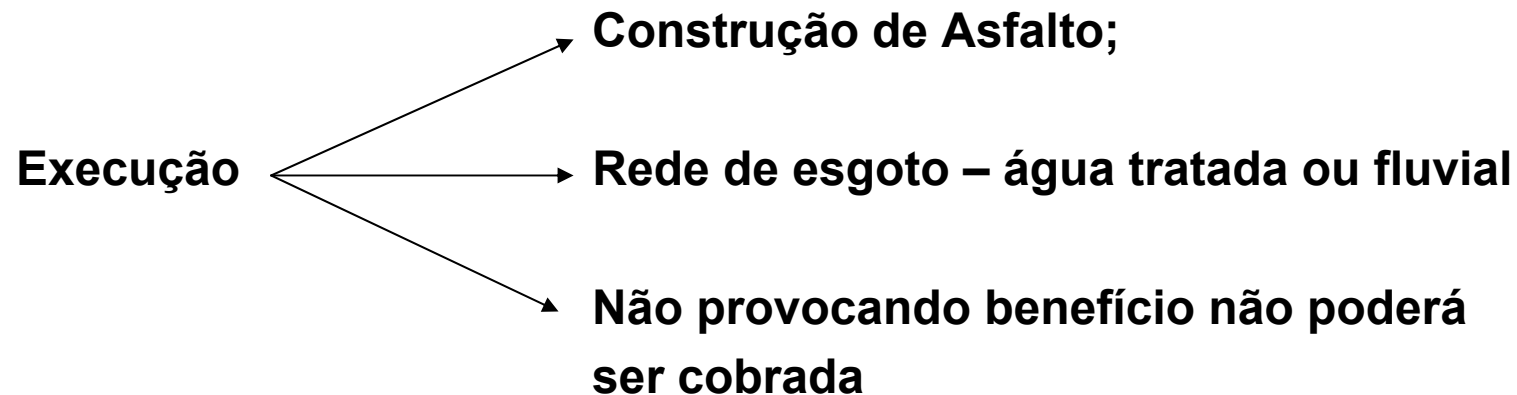 Construção de Asfalto;
Execução
Rede de esgoto – água tratada ou fluvial
Não provocando benefício não poderá
ser cobrada